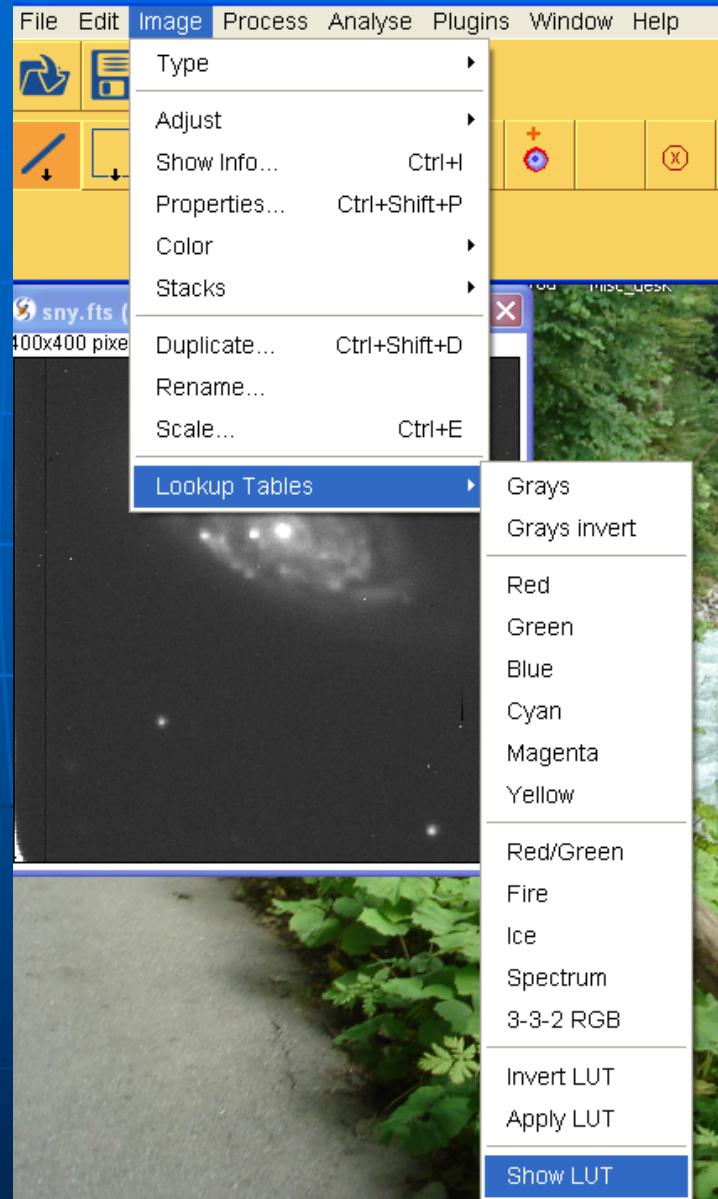 File Edit Image Process Analyse Plugins Window Help
Type
Adjust
Show Info... Ctrl+I
Properties... Ctrl+Shift+P
Color
Stacks
Duplicate... Ctrl+Shift+D
Rename...
Scale... Ctrl+E
Lookup Tables
sny.fts (
400x400 pixe
misc_desk
Grays
Grays invert
Red
Green
Blue
Cyan
Magenta
Yellow
Red/Green
Fire
Ice
Spectrum
3-3-2 RGB
Invert LUT
Apply LUT
Show LUT